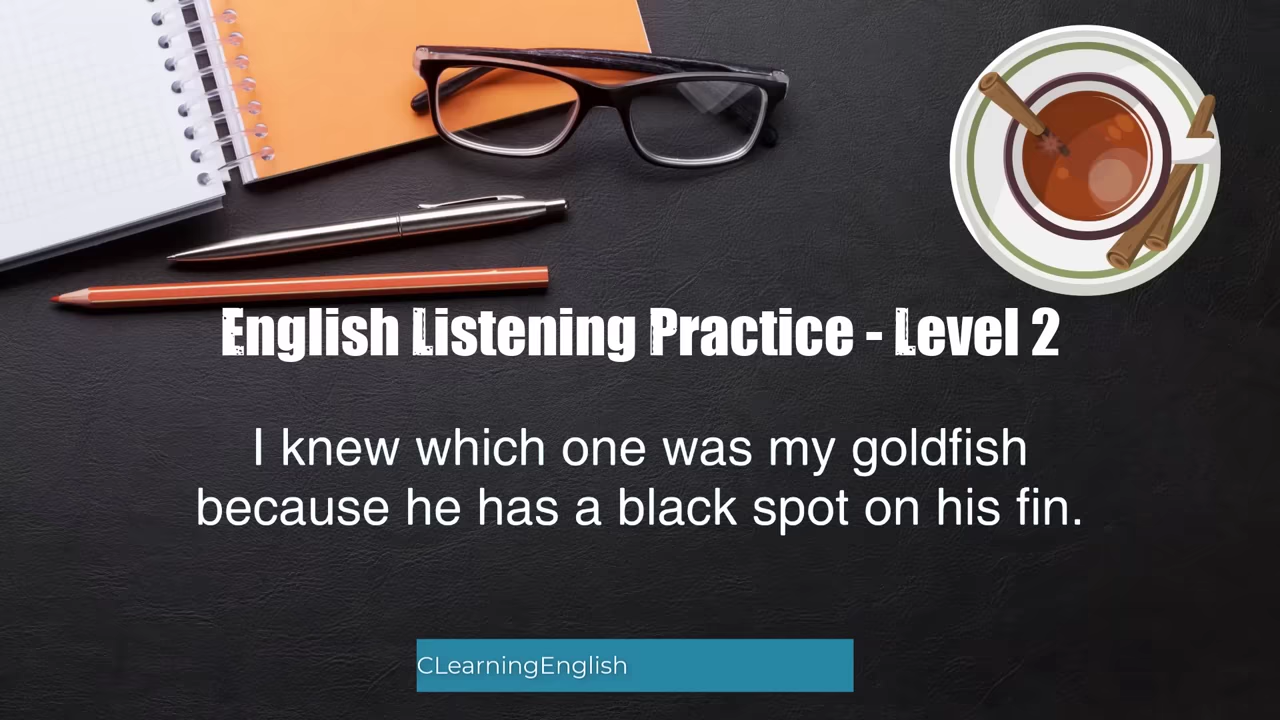 English Listening Practice - Level 2
I knew which one was my goldfish
because he has a black spot on his fin.
CLearningEnglish